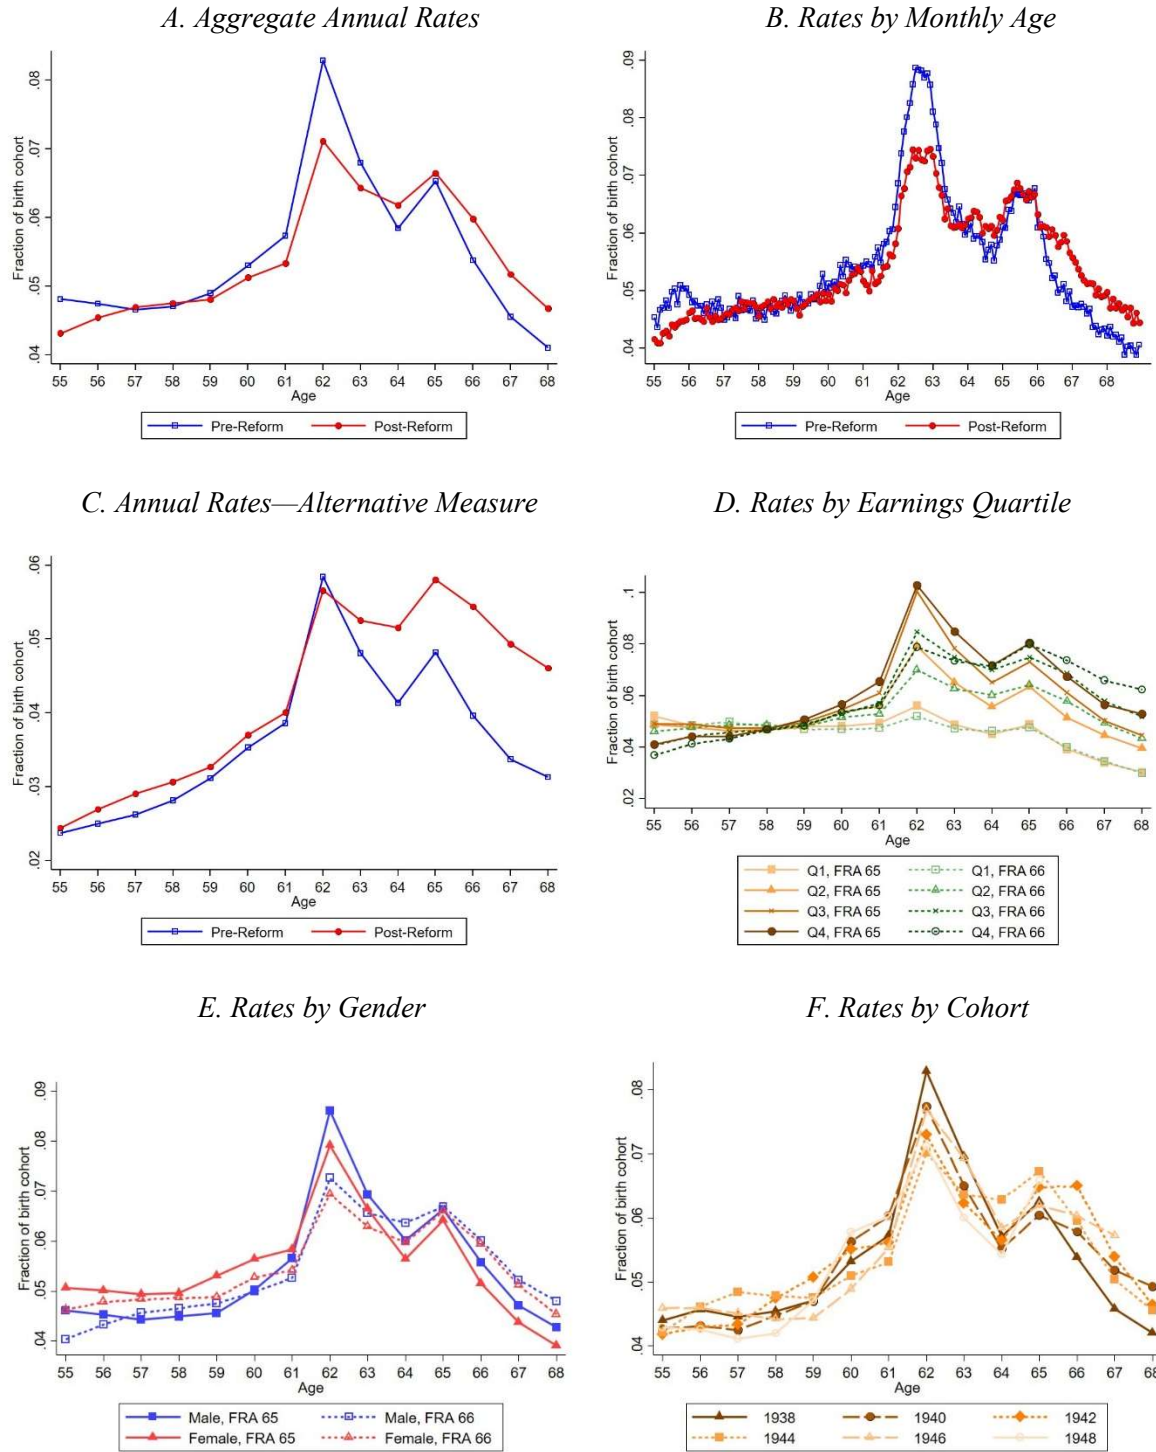 A. Aggregate Annual Rates
Fraction of birth cohort
.08
.07
.06
.05
.04
55 56 57 58 59 60 61 62 63 64 65 66 67 68
Age
Pre-Reform Post-Reform
B. Rates by Monthly Age
Fraction of birth cohort
.09
.08
.07
.06
.05
.04
55 56 57 58 59 60 61 62 63 64 65 66 67 68
Age
Pre-Reform Post-Reform
C. Annual Rates—Alternative Measure
Fraction of birth cohort
.06
.05
.04
.03
.02
55 56 57 58 59 60 61 62 63 64 65 66 67 68
Age
Pre-Reform Post-Reform
D. Rates by Earnings Quartile
Fraction of birth cohort
.1
.08
.06
.04
.02
55 56 57 58 59 60 61 62 63 64 65 66 67 68
Age
Q1, FRA 65 Q1, FRA 66
Q2, FRA 65 Q2, FRA 66
Q3, FRA 65 Q3, FRA 66
Q4, FRA 65 Q4, FRA 66
E. Rates by Gender
Fraction of birth cohort
.09
.08
.07
.06
.05
.04
55 56 57 58 59 60 61 62 63 64 65 66 67 68
Age
Male, FRA 65 Male, FRA 66
Female, FRA 65 Female, FRA 66
F. Rates by Cohort
Fraction of birth cohort
.08
.07
.06
.05
.04
55 56 57 58 59 60 61 62 63 64 65 66 67 68
Age
1938 1940 1942
1944 1946 1948